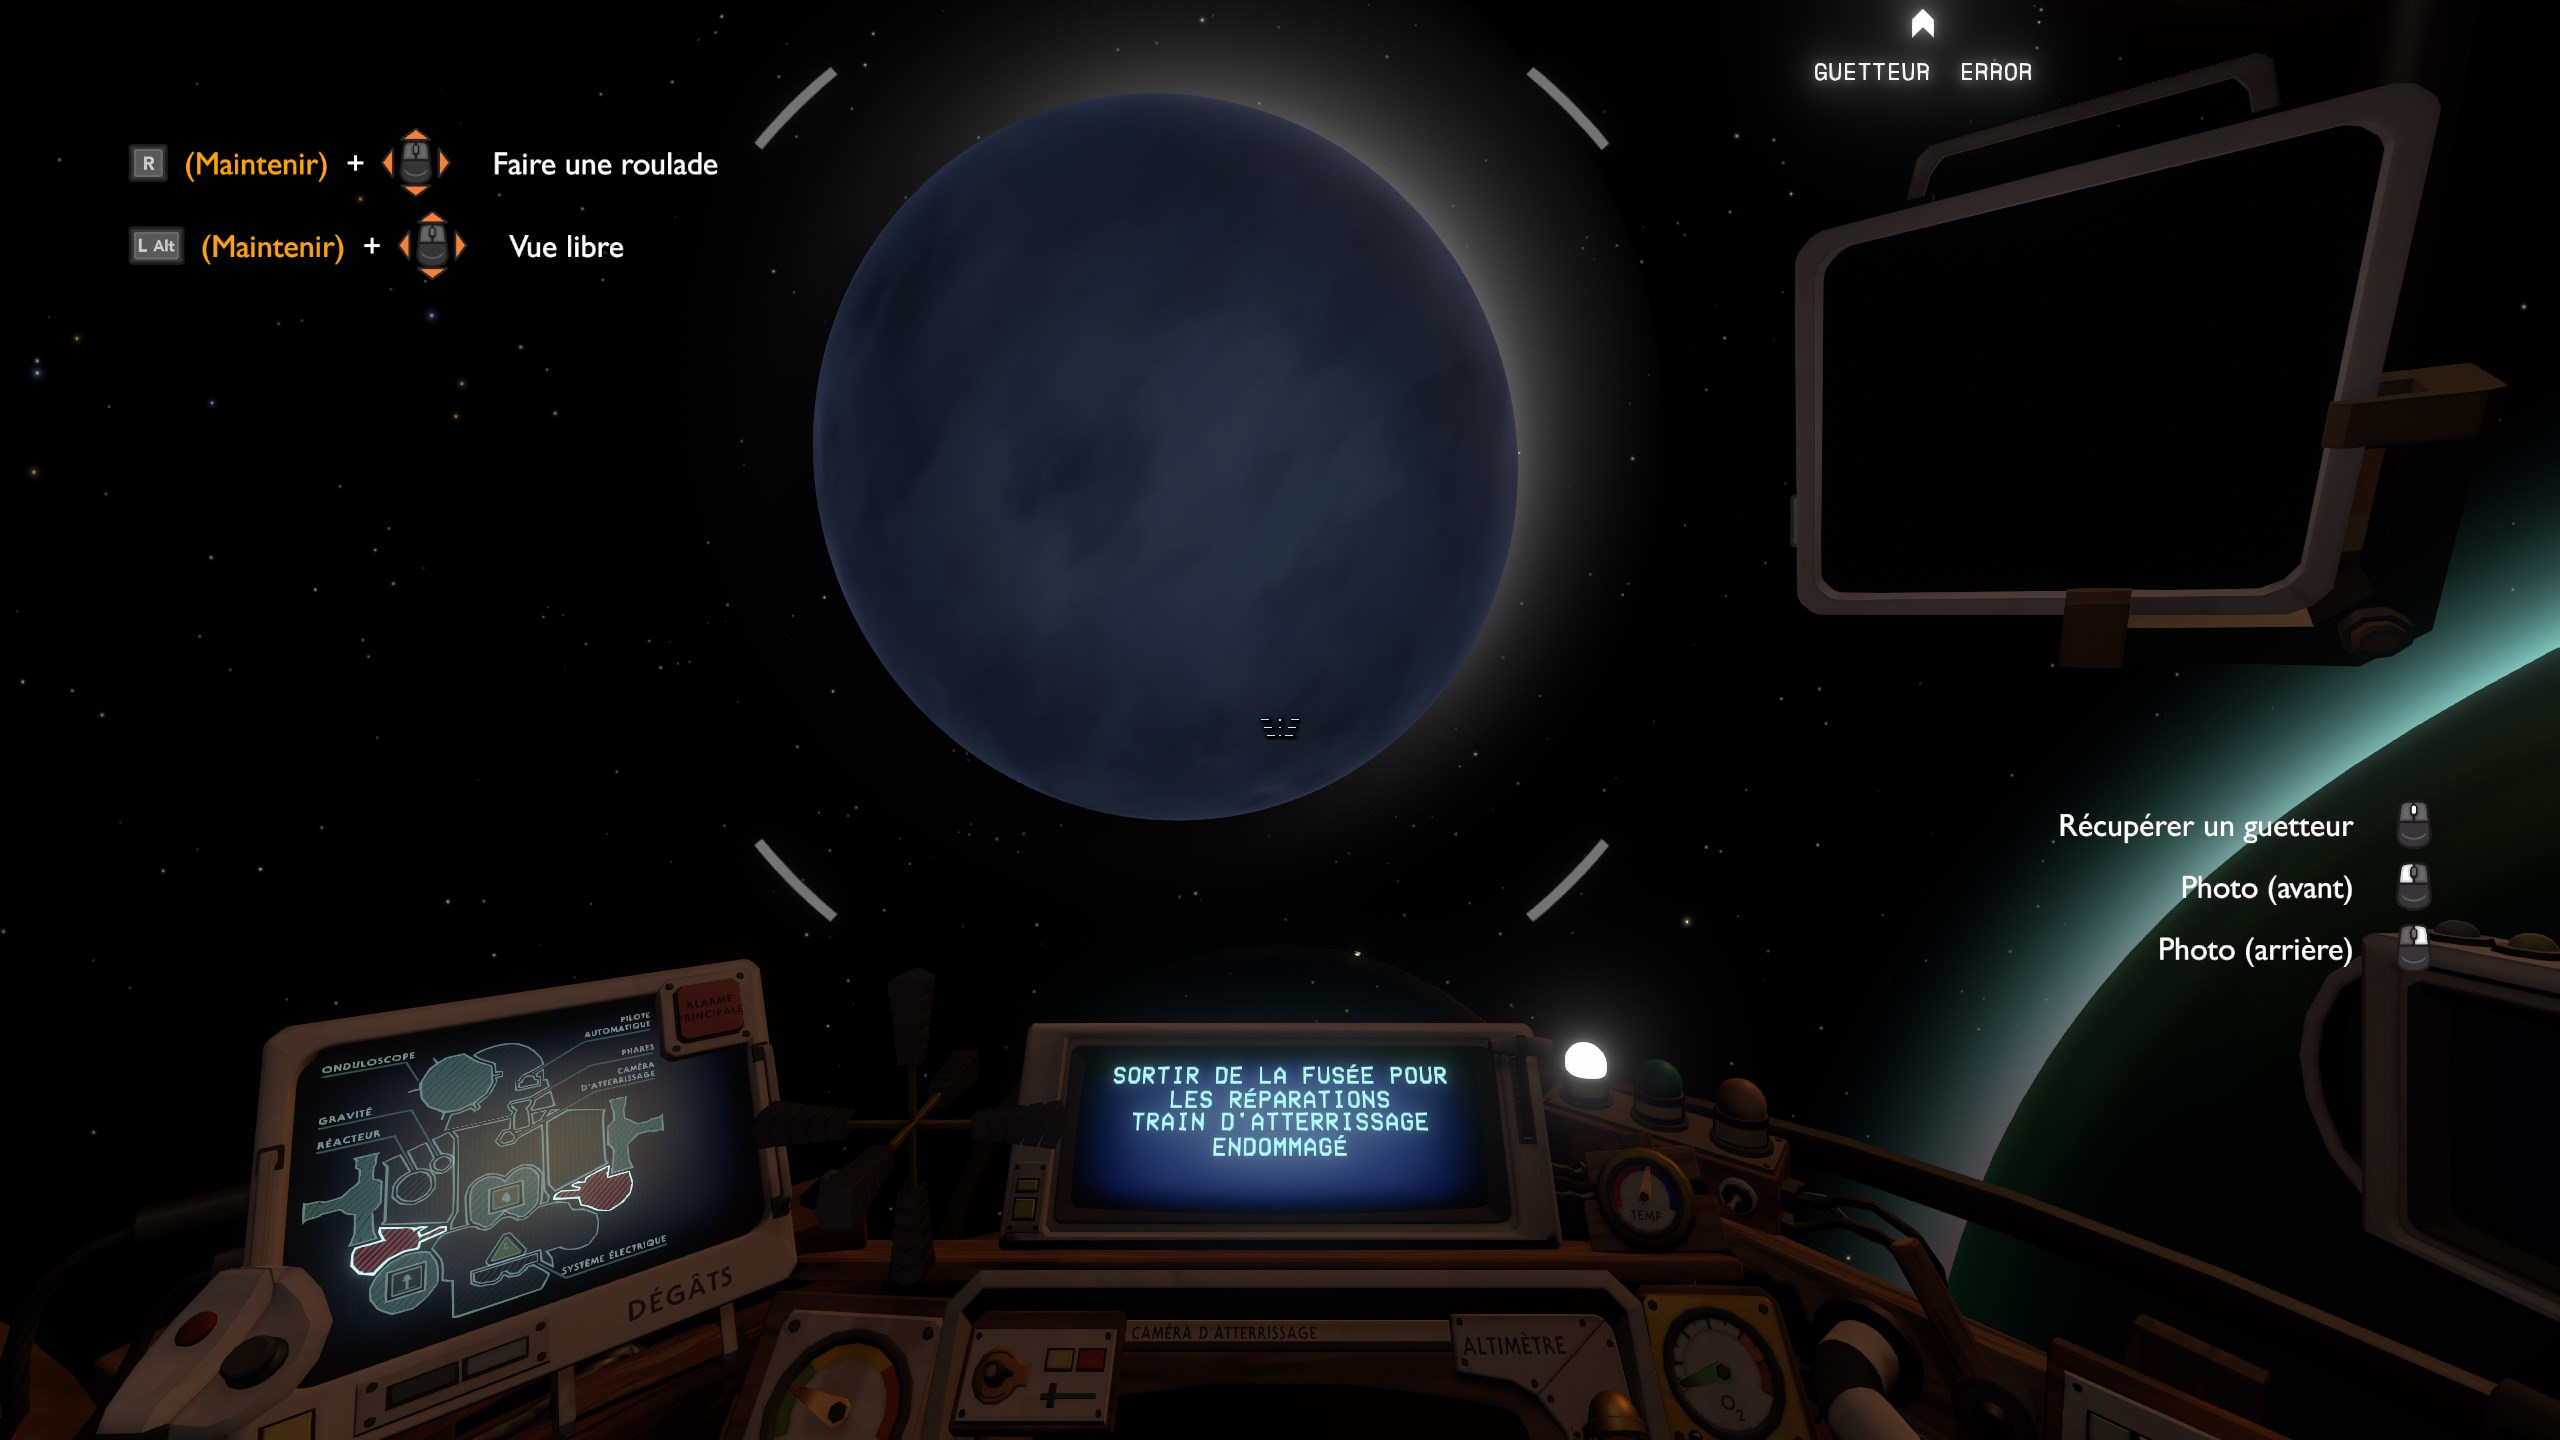 GUETTEUR ERROR
R (Maintenir) + Faire une roulade
L Alt (Maintenir) + Vue libre
Récupérer un guetteur
Photo (avant)
Photo (arrière)
ALARME
PRINCIPALE
PILOTE
AUTOMATIQUE
PHARES
CAMÉRA
D'ATTERRISSAGE
ONDULOSCOPE
GRAVITÉ
RÉACTEUR
SYSTÈME ÉLECTRIQUE
DÉGÂTS
SORTIR DE LA FUSÉE POUR
LES RÉPARATIONS
TRAIN D'ATTERRISSAGE
ENDOMMAGÉ
TEMP
CAMÉRA D'ATTERRISSAGE
ALTIMÈTRE
O2